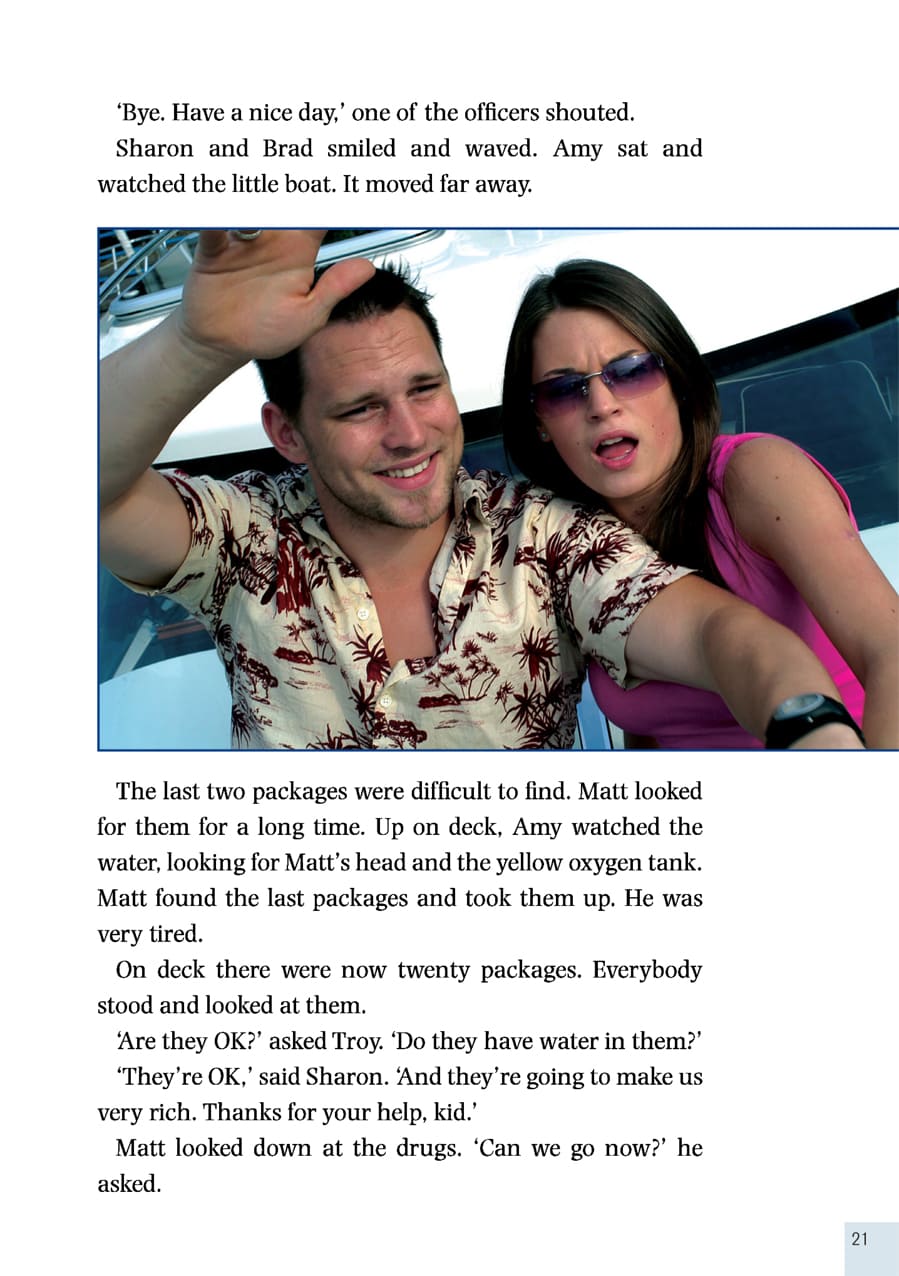 ‘Bye. Have a nice day,’ one of the officers shouted.
Sharon and Brad smiled and waved. Amy sat and
watched the little boat. It moved far away.
The last two packages were difficult to find. Matt looked
for them for a long time. Up on deck, Amy watched the
water, looking for Matt’s head and the yellow oxygen tank.
Matt found the last packages and took them up. He was
very tired.
On deck there were now twenty packages. Everybody
stood and looked at them.
‘Are they OK?’ asked Troy. ‘Do they have water in them?’
‘They’re OK,’ said Sharon. ‘And they’re going to make us
very rich. Thanks for your help, kid.’
Matt looked down at the drugs. ‘Can we go now?’ he
asked.
21